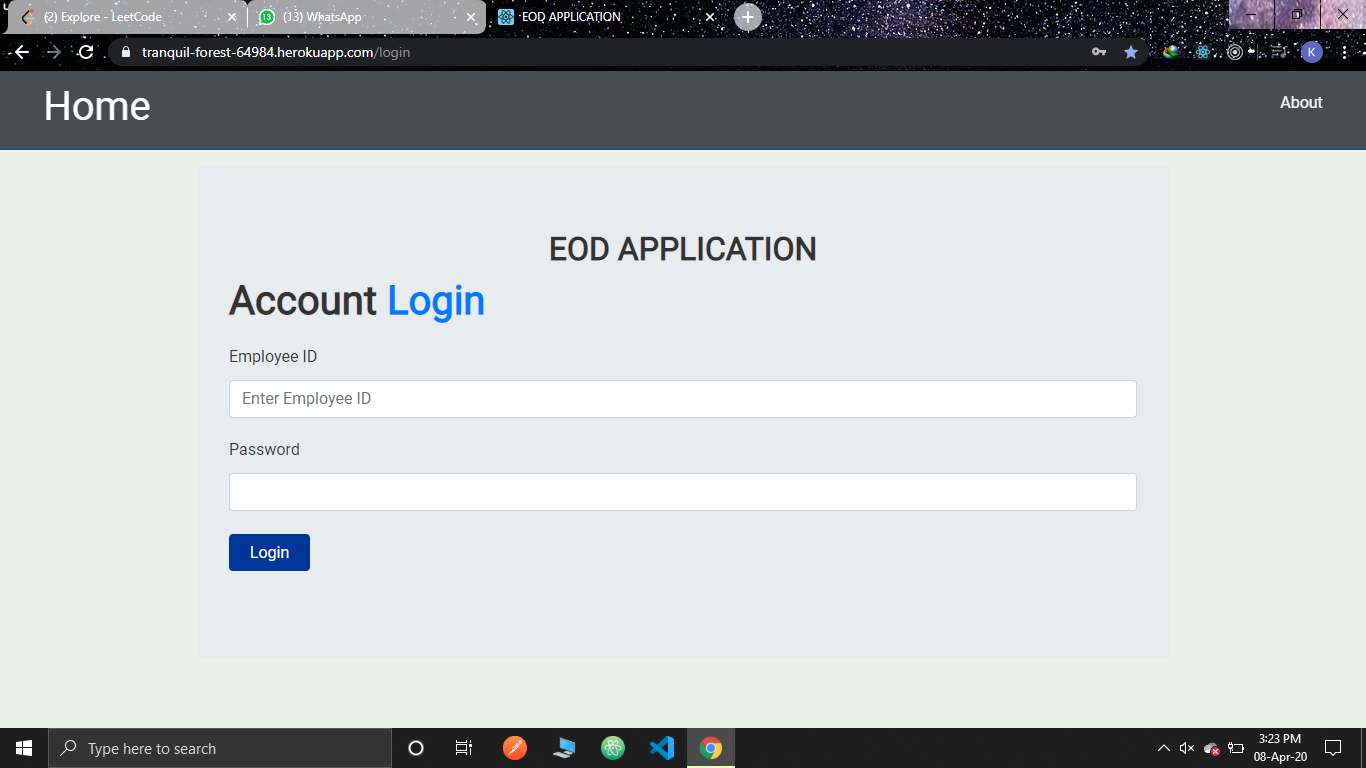 (2) Explore - LeetCode
(13) WhatsApp
EOD APPLICATION
tranquil-forest-64984.herokuapp.com/login
K
Home
About
EOD APPLICATION
Account Login
Employee ID
Enter Employee ID
Password
Login
Type here to search
3:23 PM
08-Apr-20